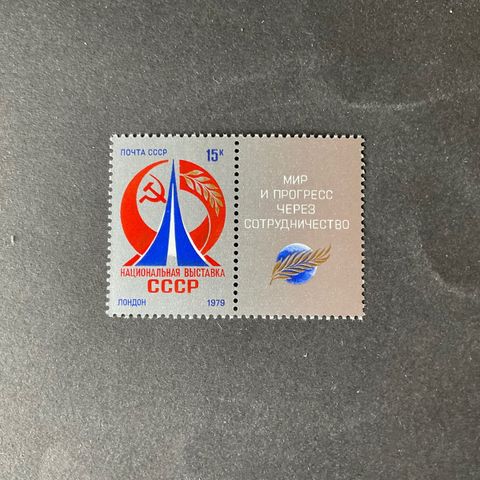 ПОЧТА СССР 15К
НАЦИОНАЛЬНАЯ ВЫСТАВКА
СССР
ЛОНДОН 1979
МИР
И ПРОГРЕСС
ЧЕРЕЗ
СОТРУДНИЧЕСТВО